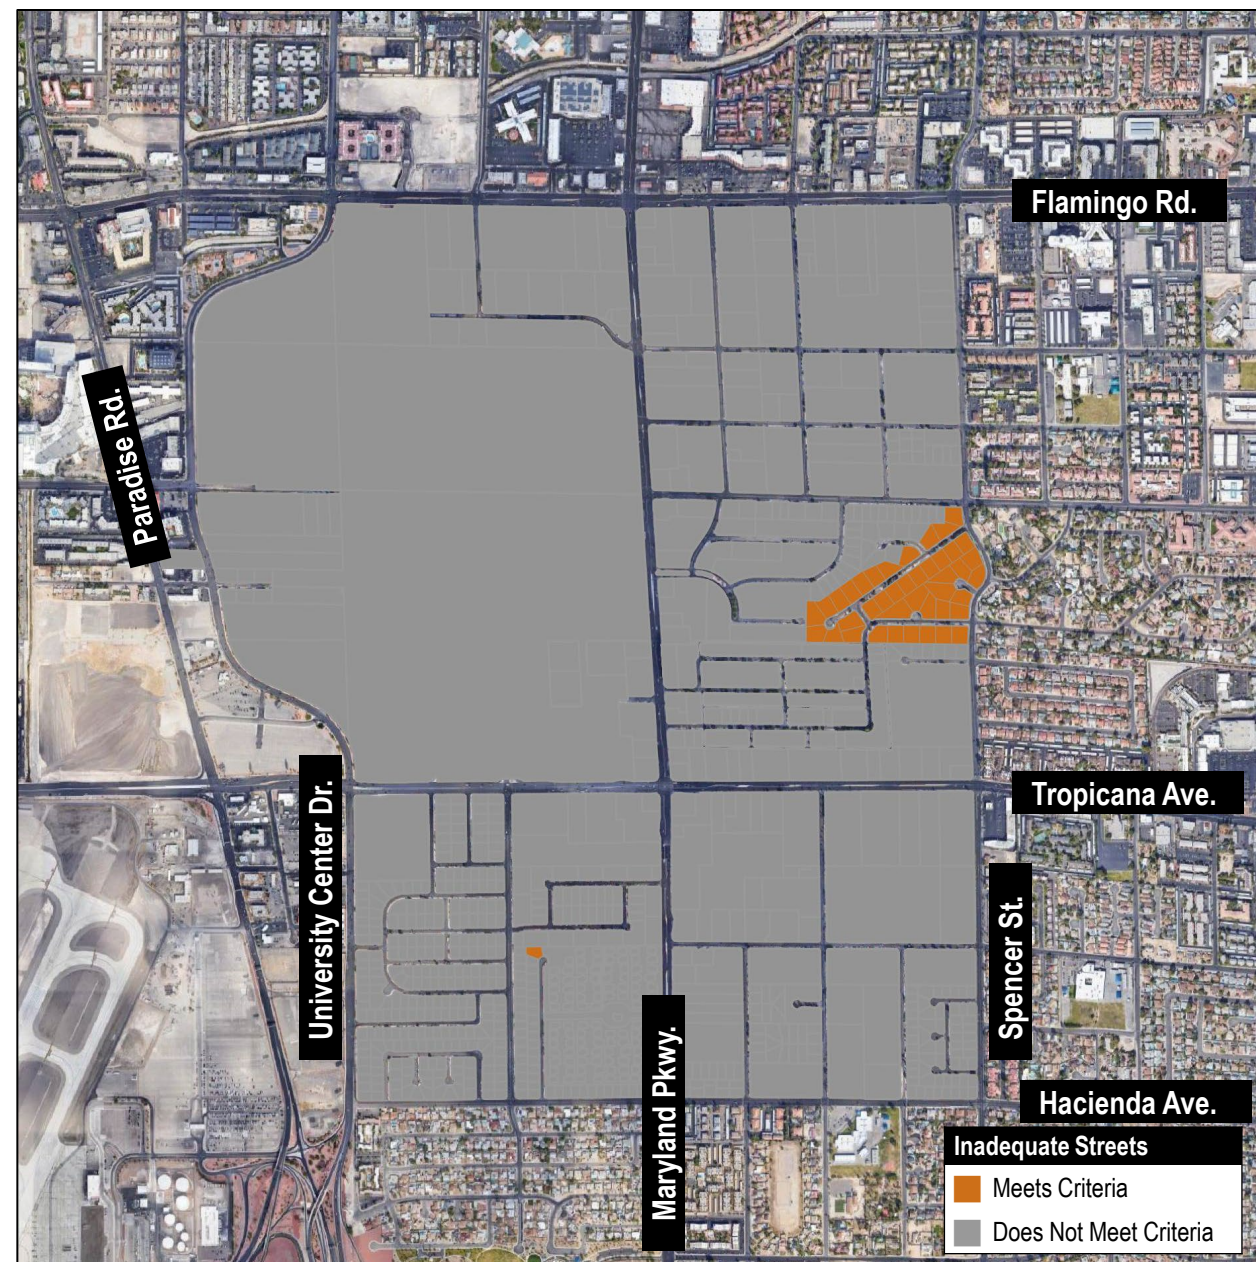 Flamingo Rd.
Paradise Rd.
Tropicana Ave.
University Center Dr.
Spencer St.
Maryland Pkwy.
Hacienda Ave.
Inadequate Streets
Meets Criteria
Does Not Meet Criteria